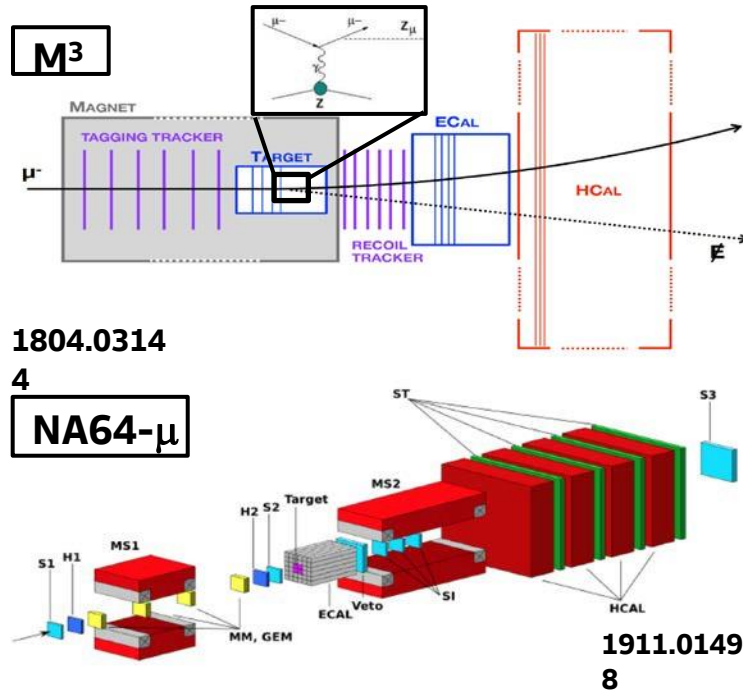 M³
μ-
μ-
Zμ
γ
Z
MAGNET
TAGGING TRACKER
TARGET
ECAL
μ-
HCAL
RECOIL
TRACKER
E̸
1804.0314
4
NA64-μ
ST
S3
MS2
Target
H2
S2
MS1
S1
H1
SI
Veto
ECAL
MM, GEM
HCAL
1911.0149
8